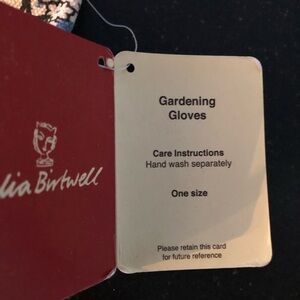 lia Birtwell
Gardening
Gloves
Care Instructions
Hand wash separately
One size
Please retain this card
for future reference